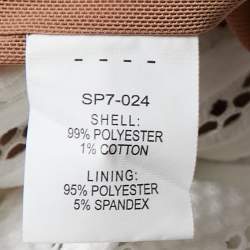 - - - -
SP7-024
SHELL:
99% POLYESTER
1% COTTON
LINING:
95% POLYESTER
5% SPANDEX